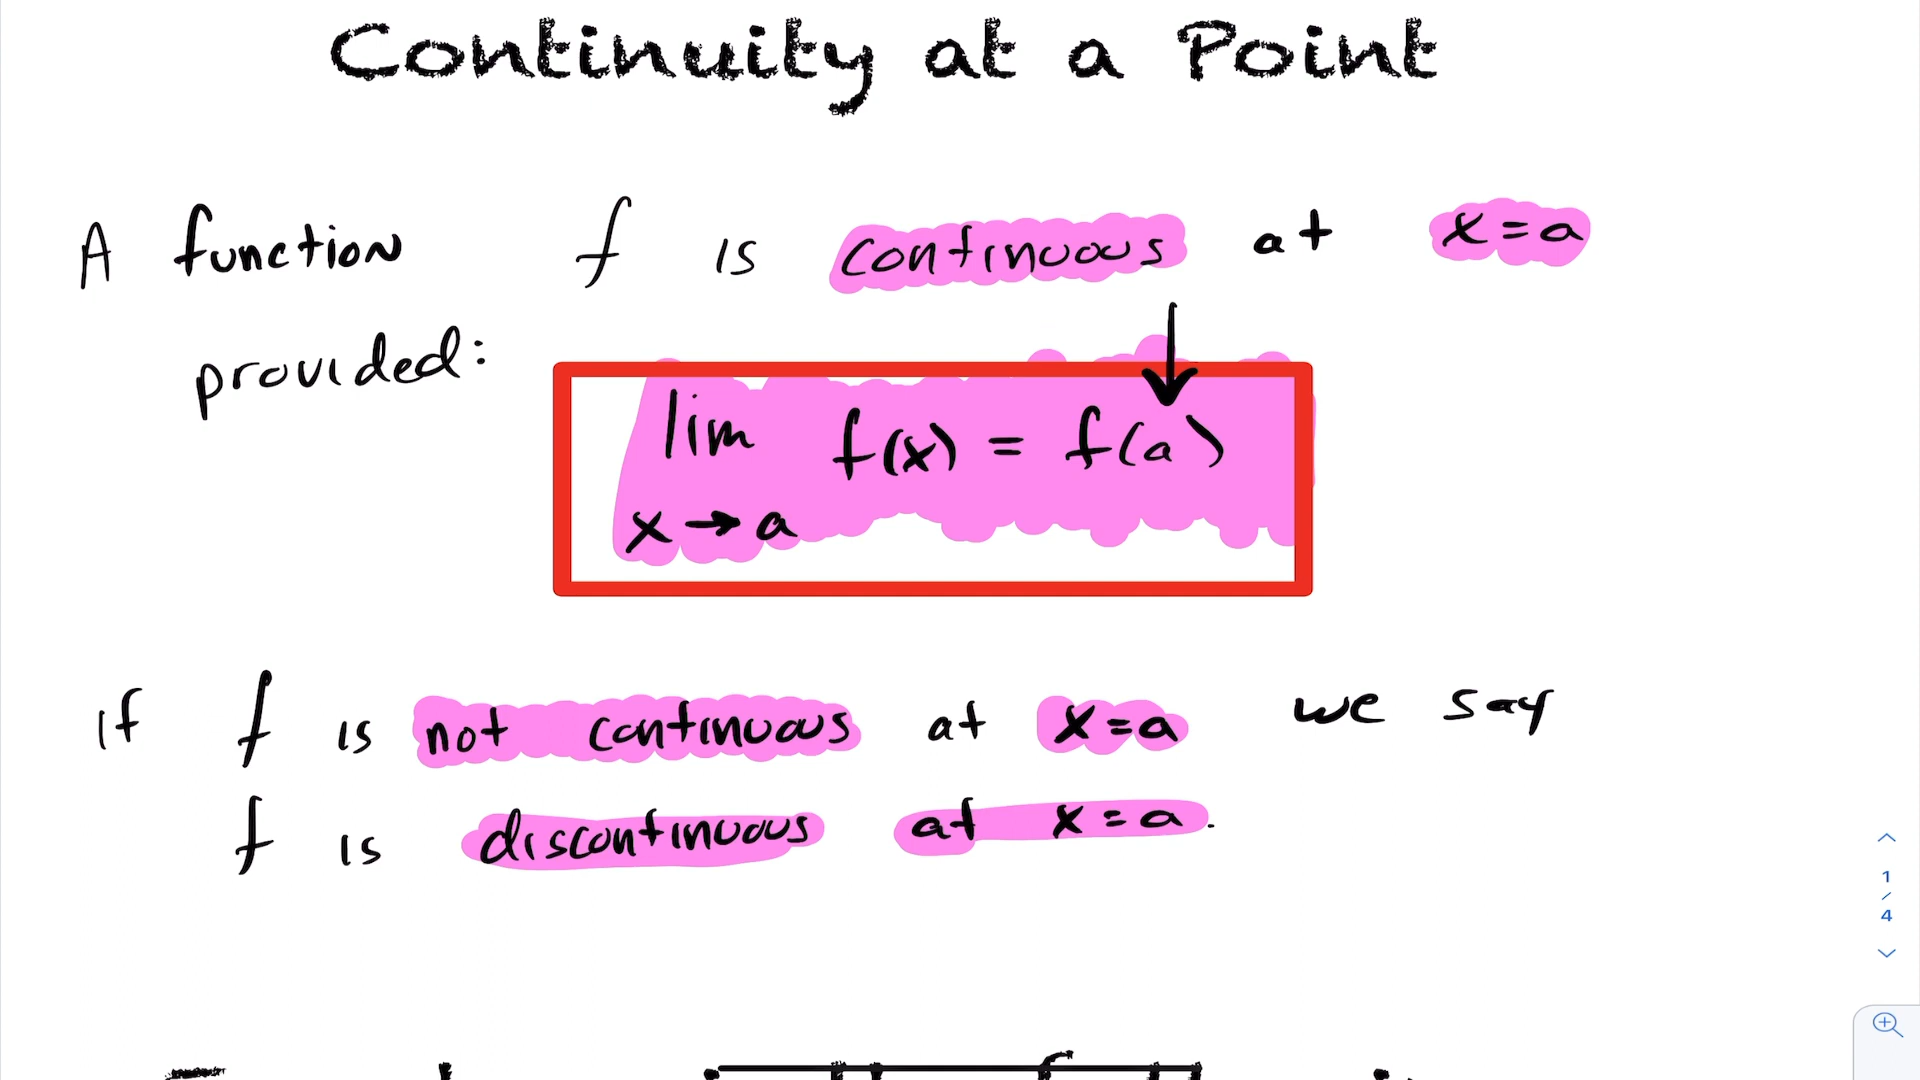 Continuity at a Point
A function f is continuous at x=a
provided:
lim f(x) = f(a)
x→a
If f is not continuous at x=a we say
f is discontinuous at x=a.
1
/
4